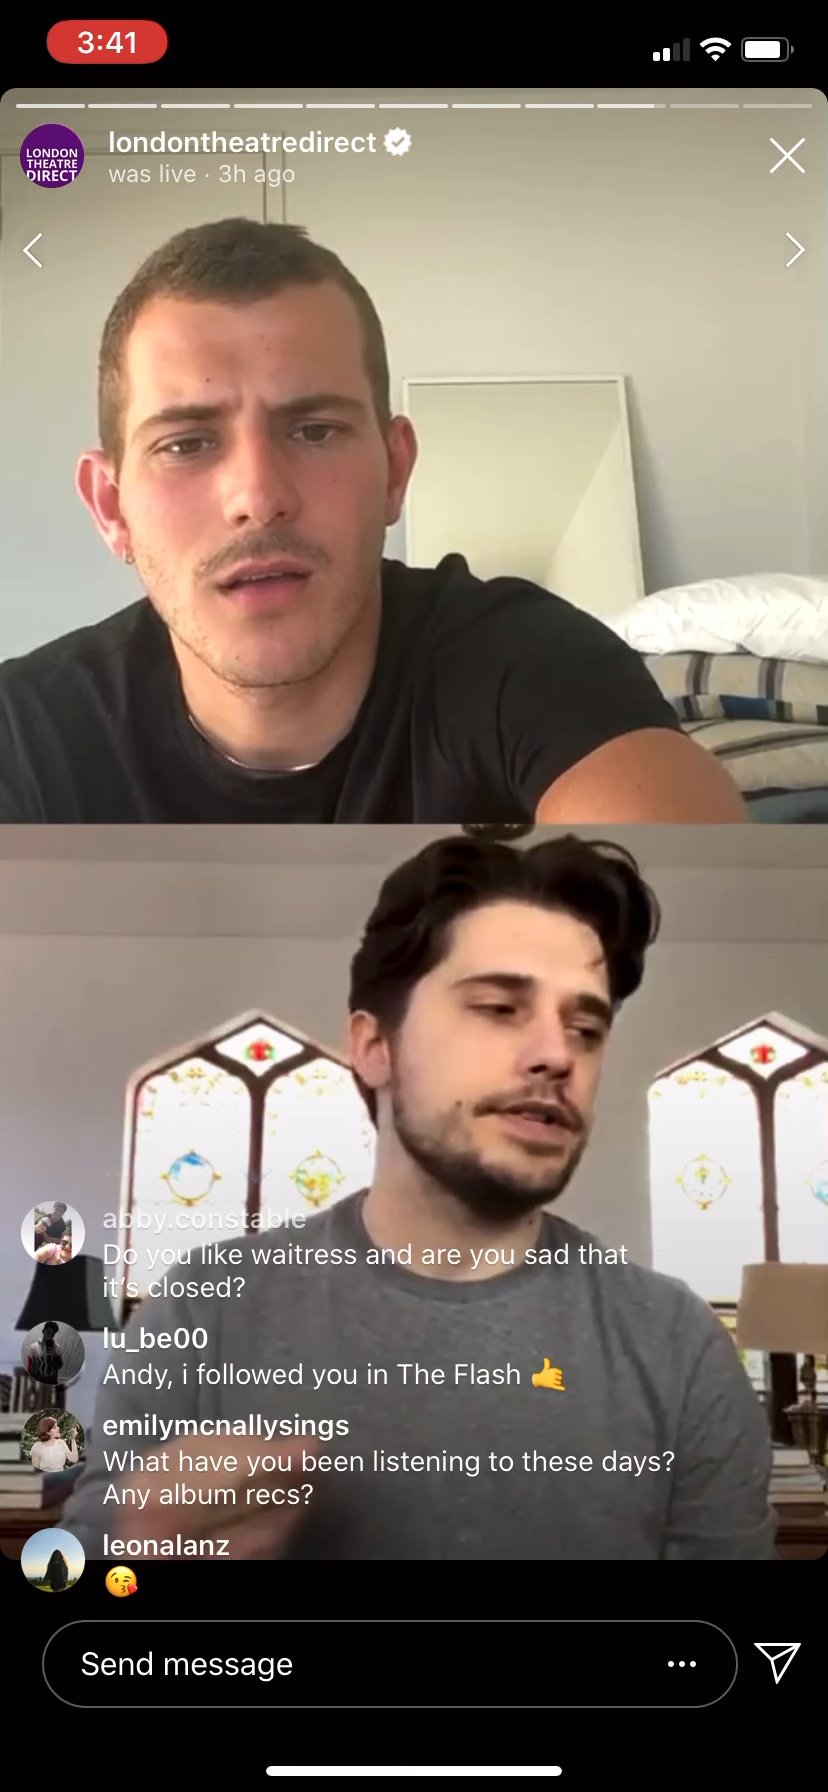 3:41
LONDON
THEATRE
DIRECT
londontheatredirect
was live · 3h ago
abby.constable
Do you like waitress and are you sad that
it's closed?
lu_be00
Andy, i followed you in The Flash 🤙
emilymcnallysings
What have you been listening to these days?
Any album recs?
leonalanz
😘
Send message